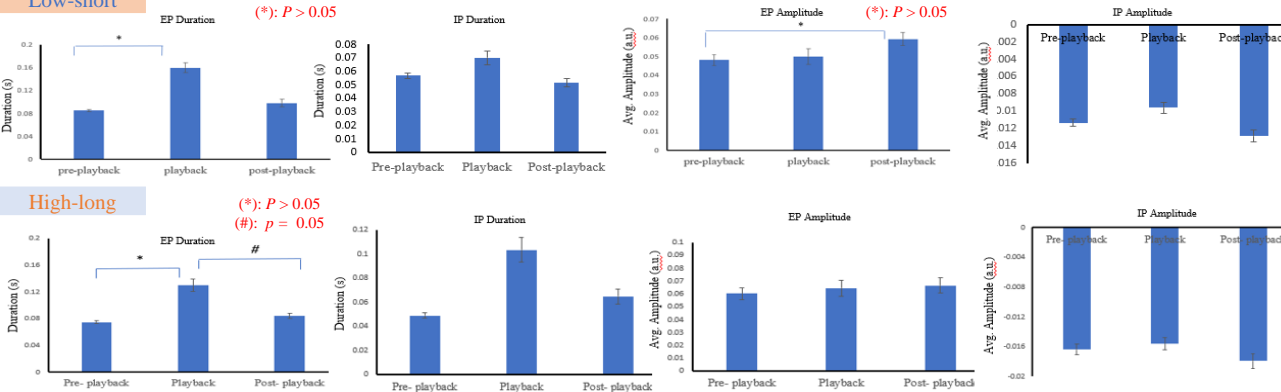 Low-short
EP Duration
(*): P > 0.05
Duration (s)
0.2
0.16
0.12
0.08
0.04
0
*
pre-playback playback post-playback
IP Duration
Duration (s)
0.08
0.07
0.06
0.05
0.04
0.03
0.02
0.01
0
Pre-playback Playback Post-playback
EP Amplitude
(*): P > 0.05
Avg. Amplitude (a.u.)
0.07
0.06
0.05
0.04
0.03
0.02
0.01
0
*
pre-playback playback post-playback
IP Amplitude
Avg. Amplitude (a.u.)
0
.002
.004
.006
.008
0.01
.012
.014
.016
Pre-playback Playback Post-playback
High-long
(*): P > 0.05
(#): p = 0.05
EP Duration
Duration (s)
0.2
0.16
0.12
0.08
0.04
0
* #
Pre- playback Playback Post- playback
IP Duration
Duration (s)
0.12
0.1
0.08
0.06
0.04
0.02
0
Pre- playback Playback Post- playback
EP Amplitude
Avg. Amplitude (a.u.)
0.1
0.09
0.08
0.07
0.06
0.05
0.04
0.03
0.02
0.01
0
Pre- playback Playback Post- playback
IP Amplitude
Avg. Amplitude (a.u.)
0
-0.004
-0.008
-0.012
-0.016
-0.02
Pre- playback Playback Post- playback